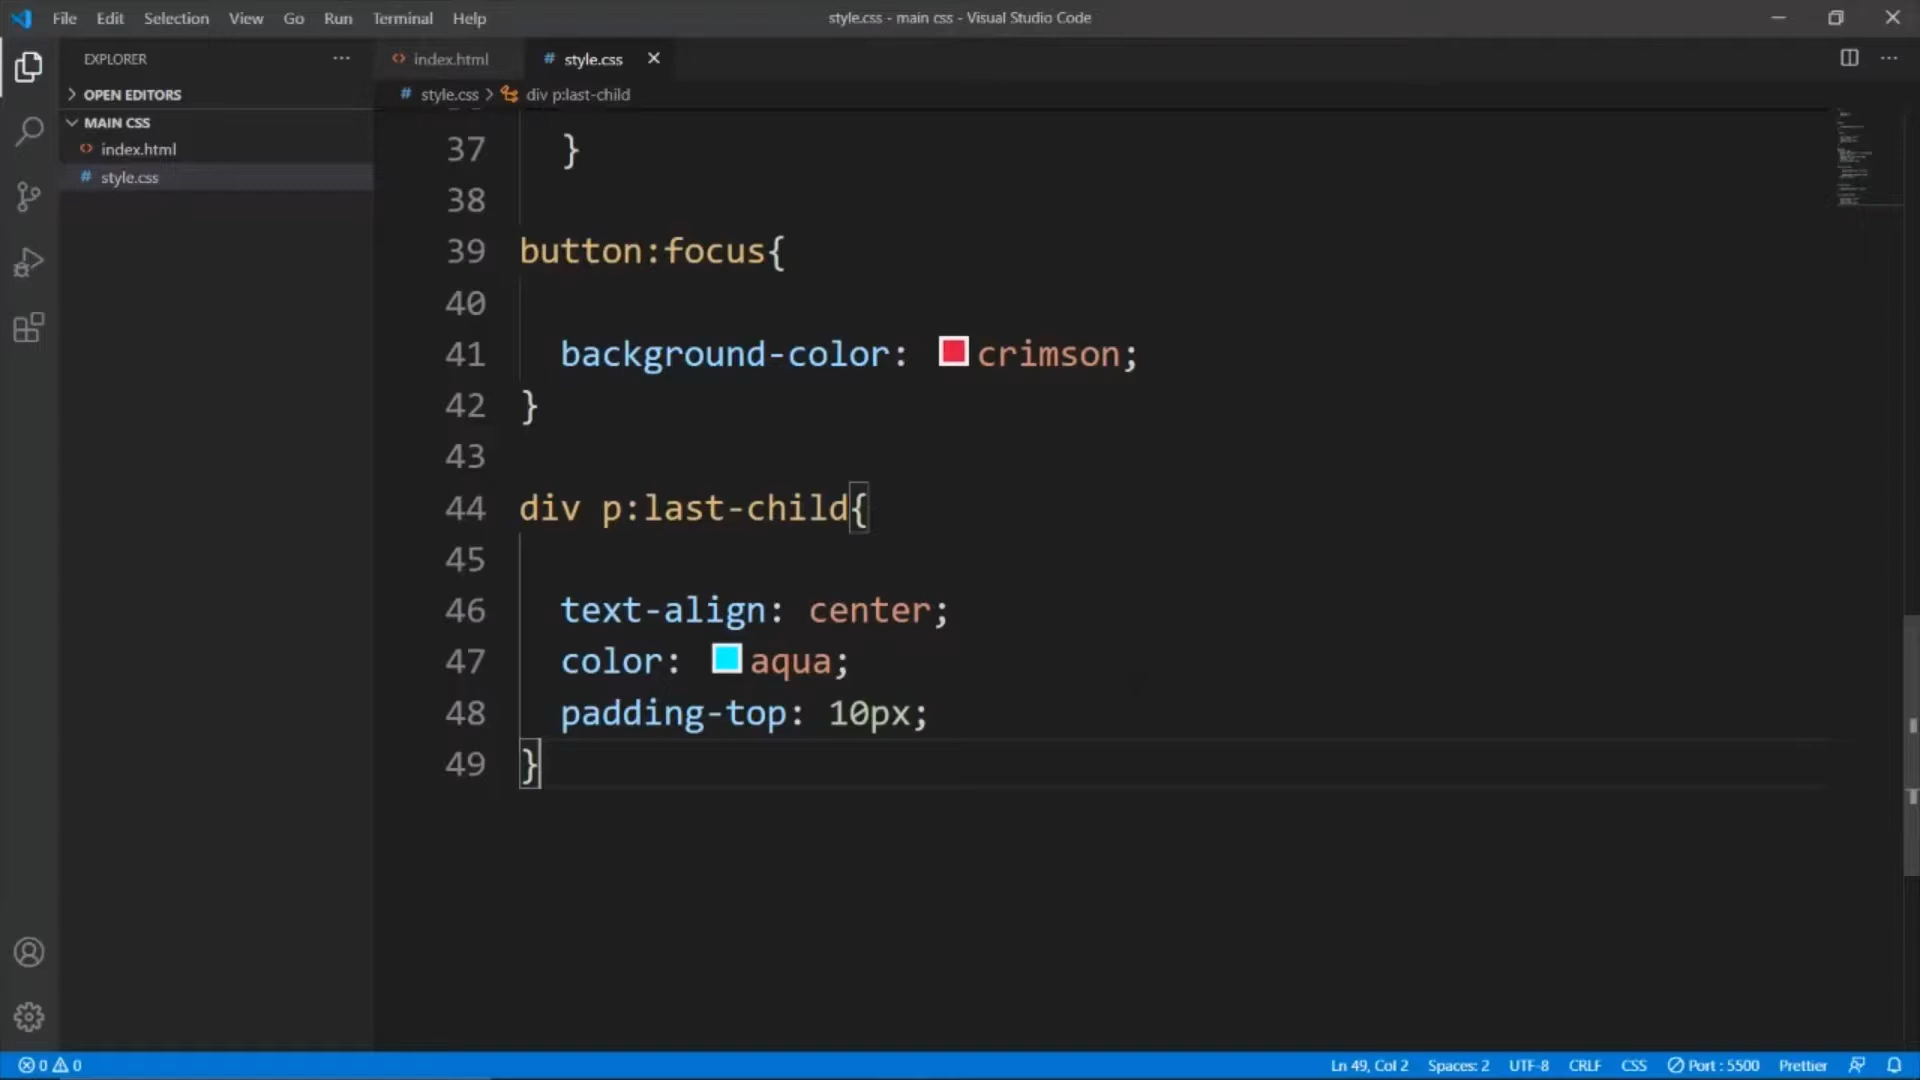 File Edit Selection View Go Run Terminal Help
style.css - main css - Visual Studio Code
EXPLORER
OPEN EDITORS
MAIN CSS
index.html
style.css
index.html
style.css
style.css > div p:last-child
37 }
38
39 button:focus{
40
41 background-color: crimson;
42 }
43
44 div p:last-child{
45
46 text-align: center;
47 color: aqua;
48 padding-top: 10px;
49 }
0 0
Ln 49, Col 2 Spaces: 2 UTF-8 CRLF CSS Port : 5500 Prettier